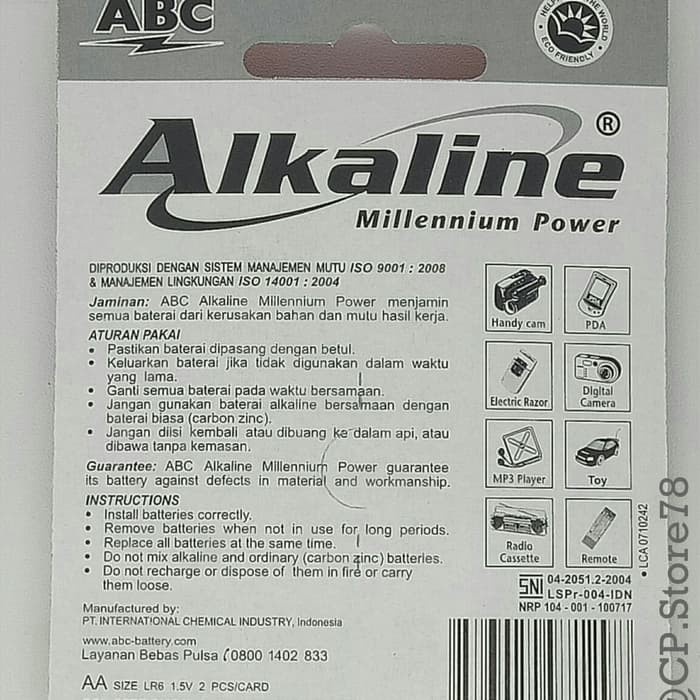 ABC
HELPING THE WORLD
ECO FRIENDLY
Alkaline®
Millennium Power
DIPRODUKSI DENGAN SISTEM MANAJEMEN MUTU ISO 9001 : 2008
& MANAJEMEN LINGKUNGAN ISO 14001 : 2004
Jaminan: ABC Alkaline Millennium Power menjamin
semua baterai dari kerusakan bahan dan mutu hasil kerja.
ATURAN PAKAI
• Pastikan baterai dipasang dengan betul.
• Keluarkan baterai jika tidak digunakan dalam waktu
yang lama.
• Ganti semua baterai pada waktu bersamaan.
• Jangan gunakan baterai alkaline bersamaan dengan
baterai biasa (carbon zinc).
• Jangan diisi kembali atau dibuang ke dalam api, atau
dibawa tanpa kemasan.
Guarantee: ABC Alkaline Millennium Power guarantee
its battery against defects in material and workmanship.
INSTRUCTIONS
• Install batteries correctly.
• Remove batteries when not in use for long periods.
• Replace all batteries at the same time.
• Do not mix alkaline and ordinary (carbon zinc) batteries.
• Do not recharge or dispose of them in fire or carry
them loose.
Manufactured by:
PT. INTERNATIONAL CHEMICAL INDUSTRY, Indonesia
www.abc-battery.com
Layanan Bebas Pulsa 0800 1402 833
AA SIZE LR6 1.5V 2 PCS/CARD
Handy cam
PDA
Electric Razor
Digital
Camera
MP3 Player
Toy
Radio
Cassette
Remote
SNI 04-2051.2-2004
LSPr-004-IDN
NRP 104 - 001 - 100717
• LCA 0710242
©CP.Store78